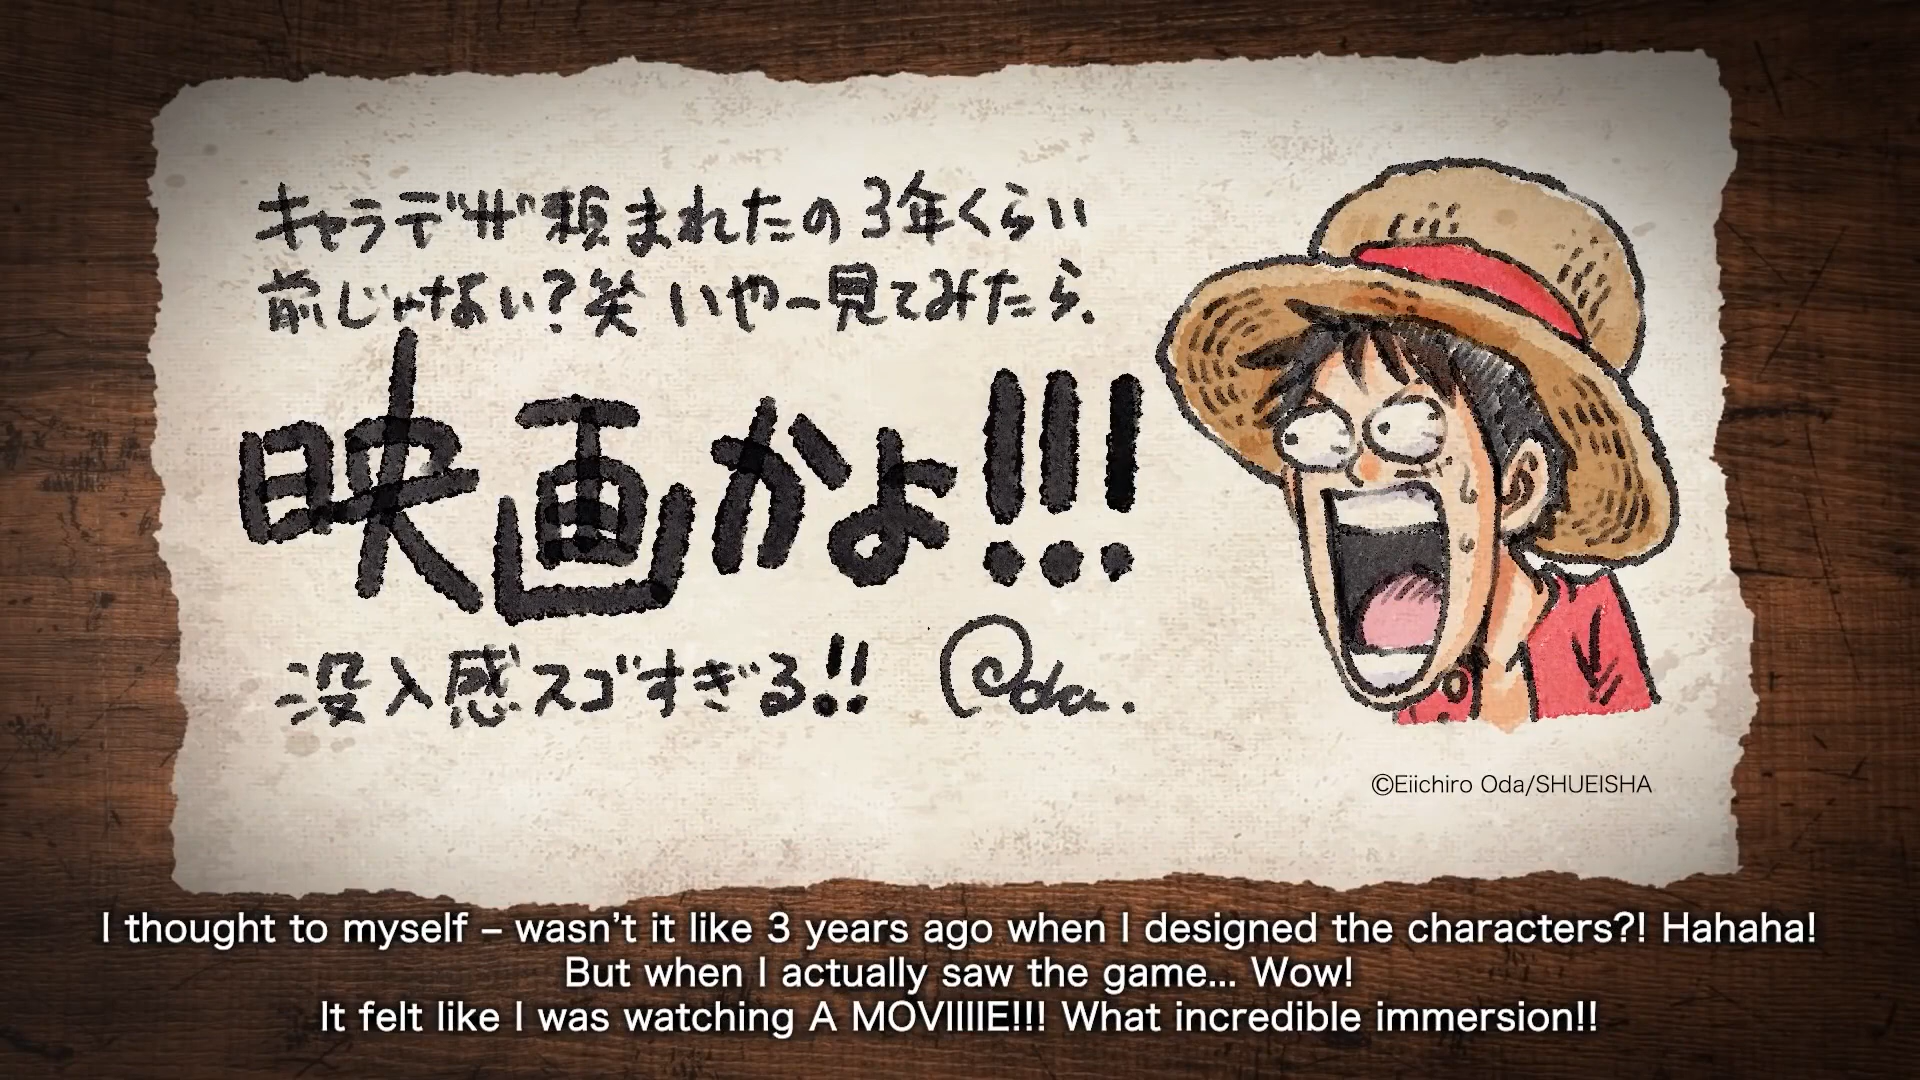 キャラデザ頼まれたの3年くらい
前じゃない?笑 いやー見てみたら、
映画かよ!!!
没入感スゴすぎる!! Oda.
©Eiichiro Oda/SHUEISHA
I thought to myself – wasn't it like 3 years ago when I designed the characters?! Hahaha!
But when I actually saw the game... Wow!
It felt like I was watching A MOVIIIIE!!! What incredible immersion!!